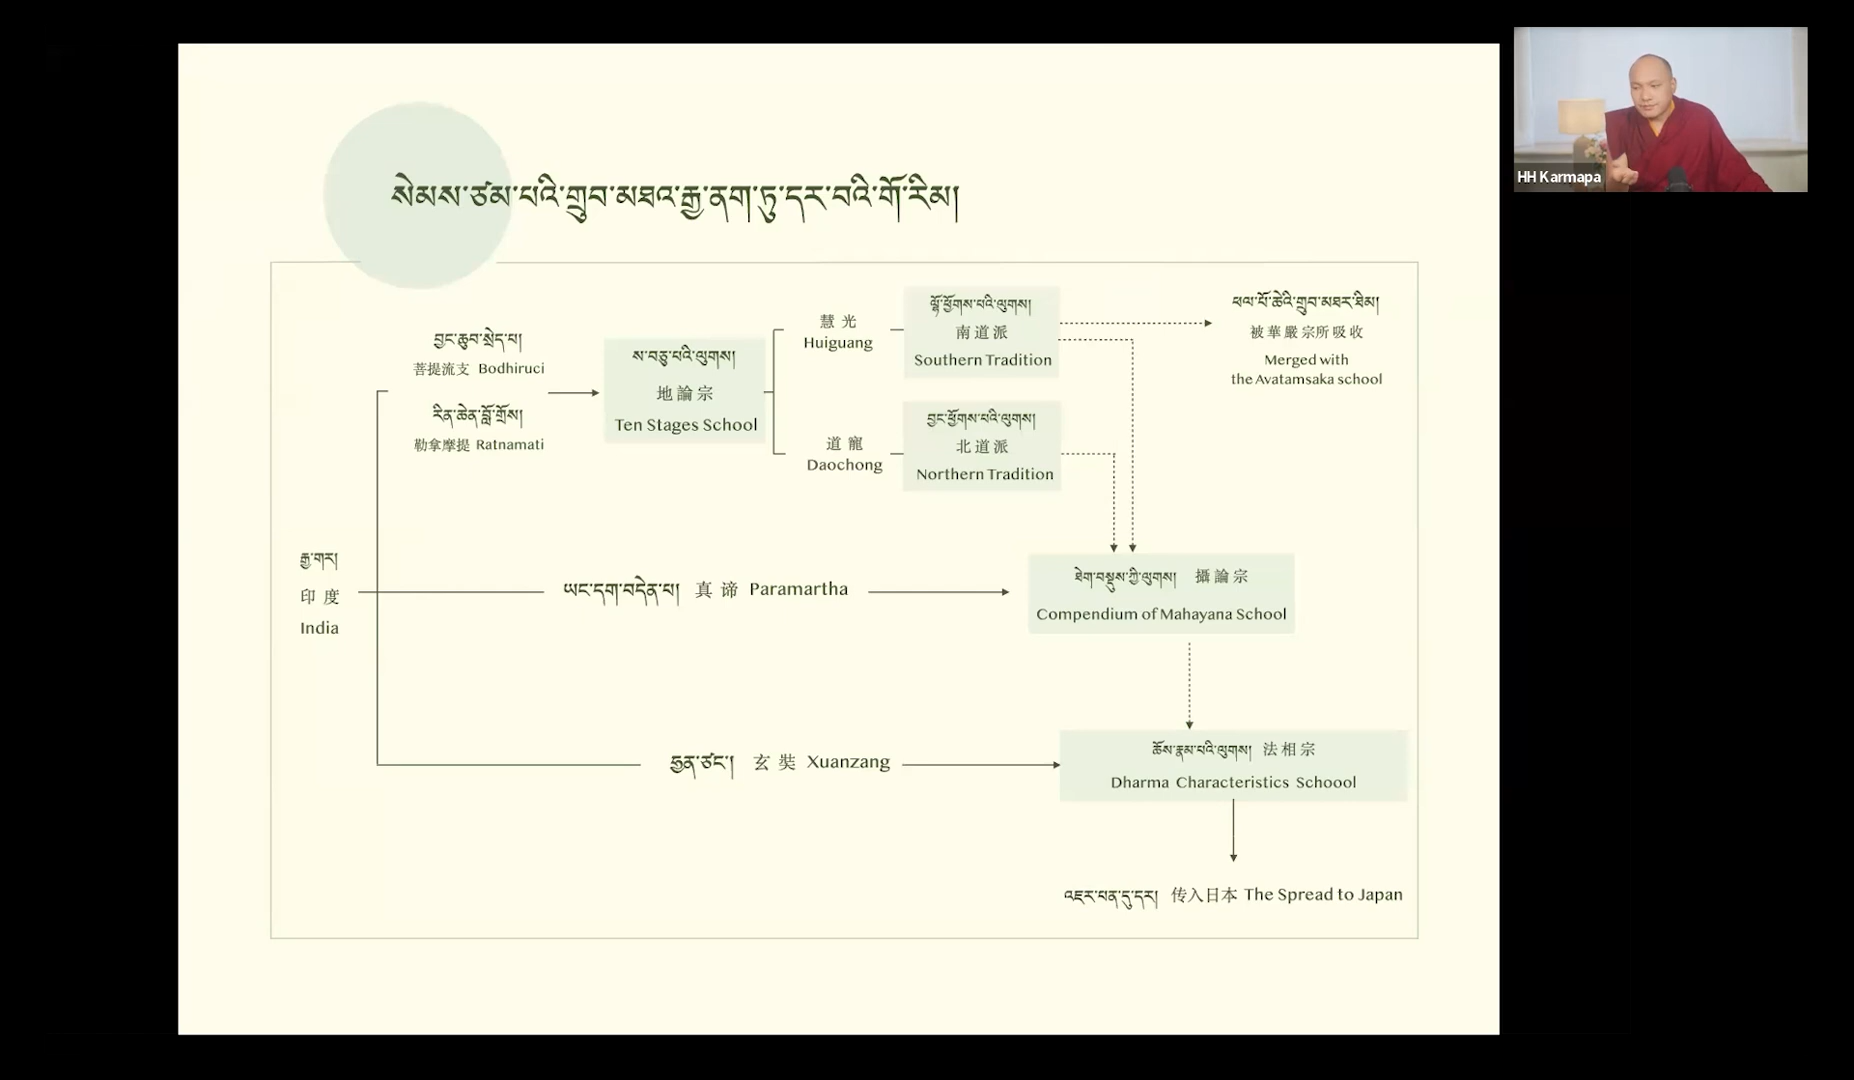 སེམས་ཙམ་པའི་གྲུབ་མཐའ་རྒྱ་ནག་ཏུ་དར་བའི་གོ་རིམ།
HH Karmapa
བྱང་ཆུབ་སྲེད་པ།
菩提流支 Bodhiruci
རིན་ཆེན་བློ་གྲོས།
勒拿摩提 Ratnamati
ས་བཅུ་པའི་ལུགས།
地論宗
Ten Stages School
慧光
Huiguang
道寵
Daochong
ལྷོ་ཕྱོགས་པའི་ལུགས།
南道派
Southern Tradition
བྱང་ཕྱོགས་པའི་ལུགས།
北道派
Northern Tradition
ཕལ་པོ་ཆེའི་གྲུབ་མཐར་ཐིམ།
被華嚴宗所吸收
Merged with
the Avatamsaka school
རྒྱ་གར།
印度
India
ཡང་དག་བདེན་པ། 真谛 Paramartha
ཐེག་བསྡུས་ཀྱི་ལུགས། 攝論宗
Compendium of Mahayana School
ཧྱན་ཙང་། 玄奘 Xuanzang
ཆོས་རྣམ་པའི་ལུགས། 法相宗
Dharma Characteristics Schoool
འཇར་པན་དུ་དར། 传入日本 The Spread to Japan